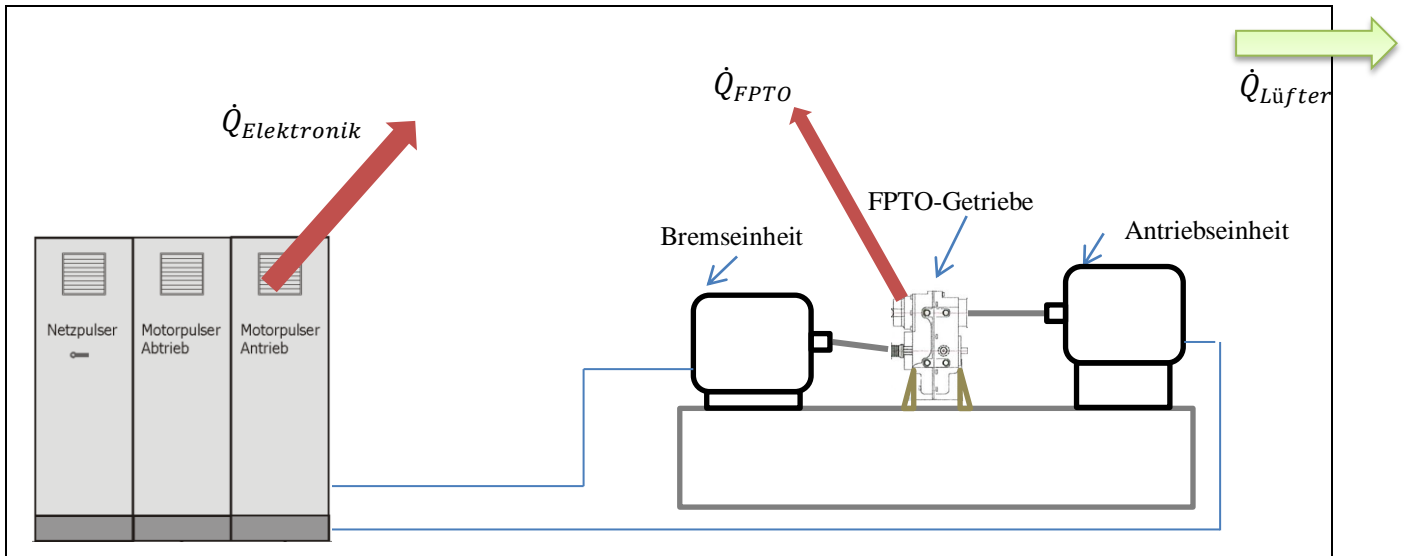 Q̇_Elektronik
Q̇_FPTO
Q̇_Lüfter
FPTO-Getriebe
Bremseinheit
Antriebseinheit
Netzpulser
Motorpulser
Abtrieb
Motorpulser
Antrieb